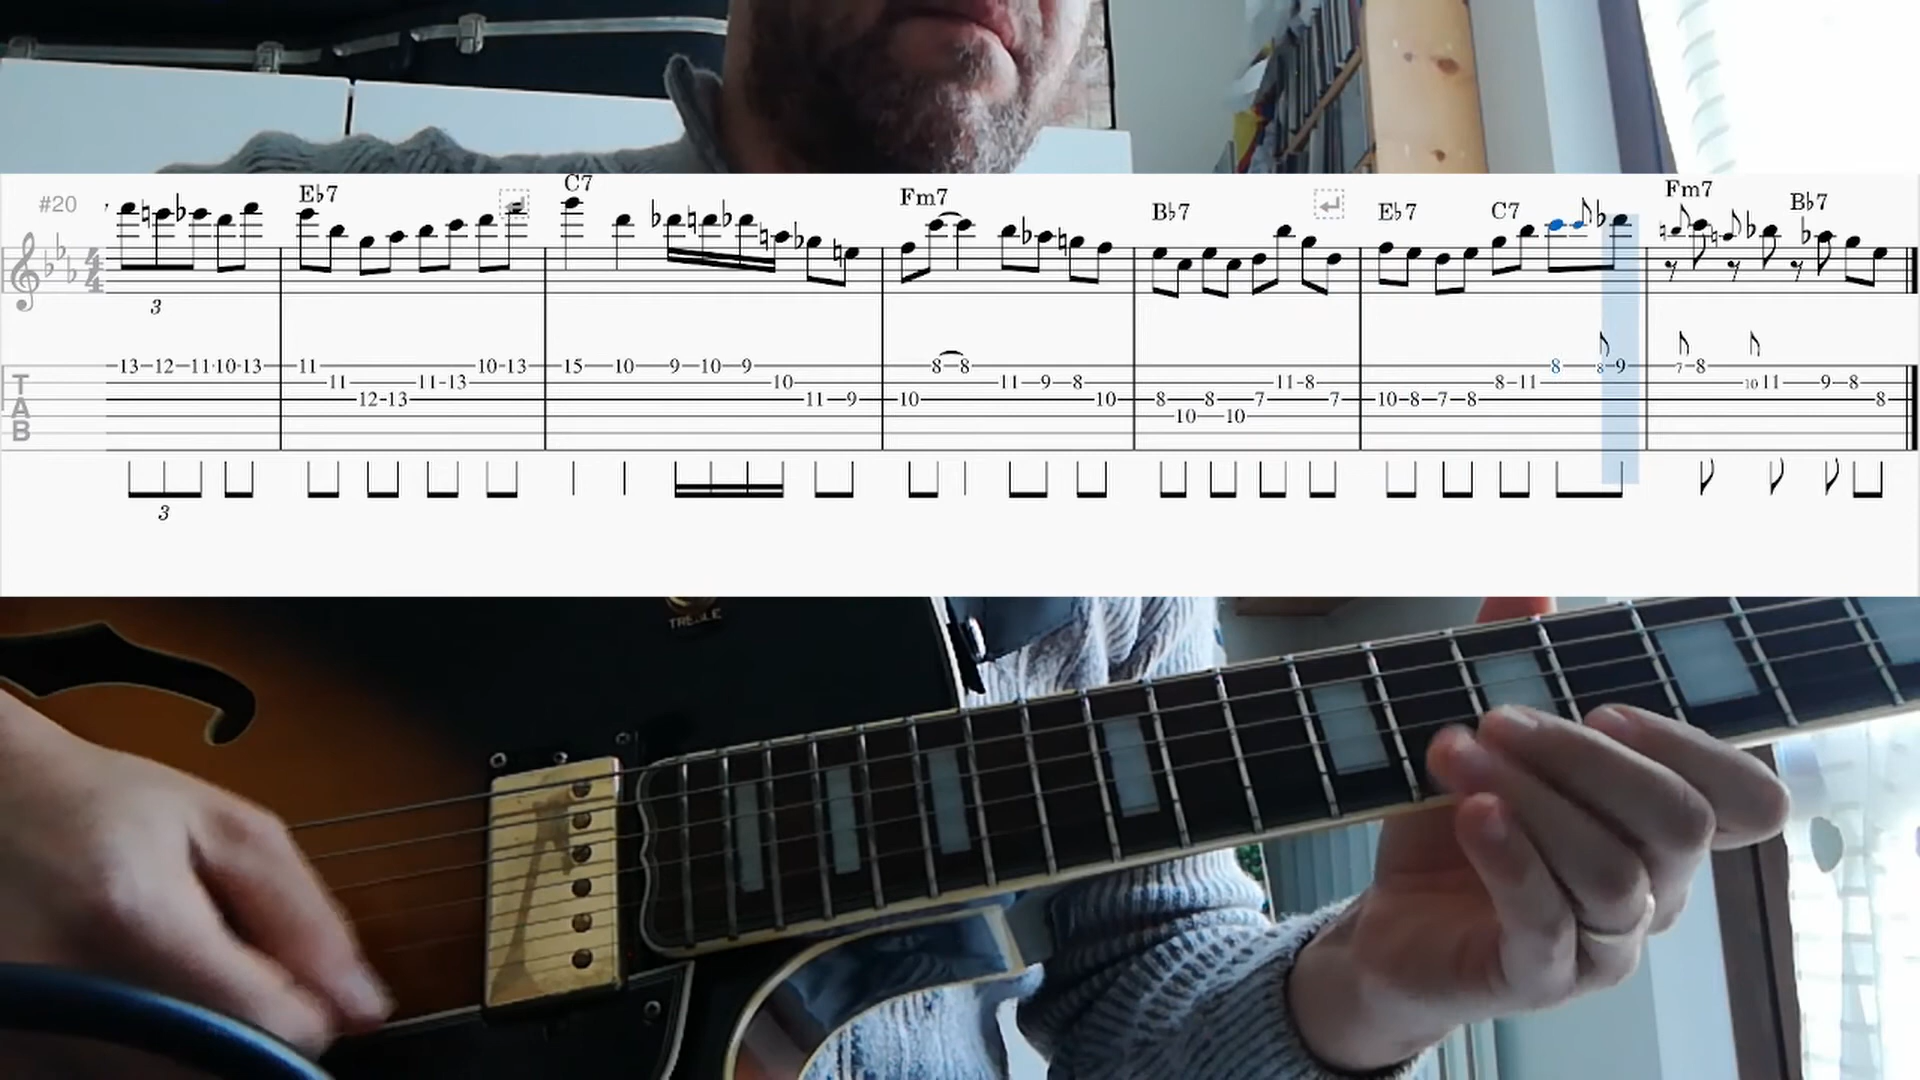 #20 E♭7 C7 Fm7 B♭7 E♭7 C7 Fm7 B♭7
4
4
3
T
A
B
13 12 11 10 13 11 10 13 15 10 9 10 9 8 8 8 8 9 7 8
11 11 13 10 11 9 8 11 8 8 11 10 11 9 8
12 13 11 9 10 10 8 8 7 7 10 8 7 8 8
10 10
3
TREBLE